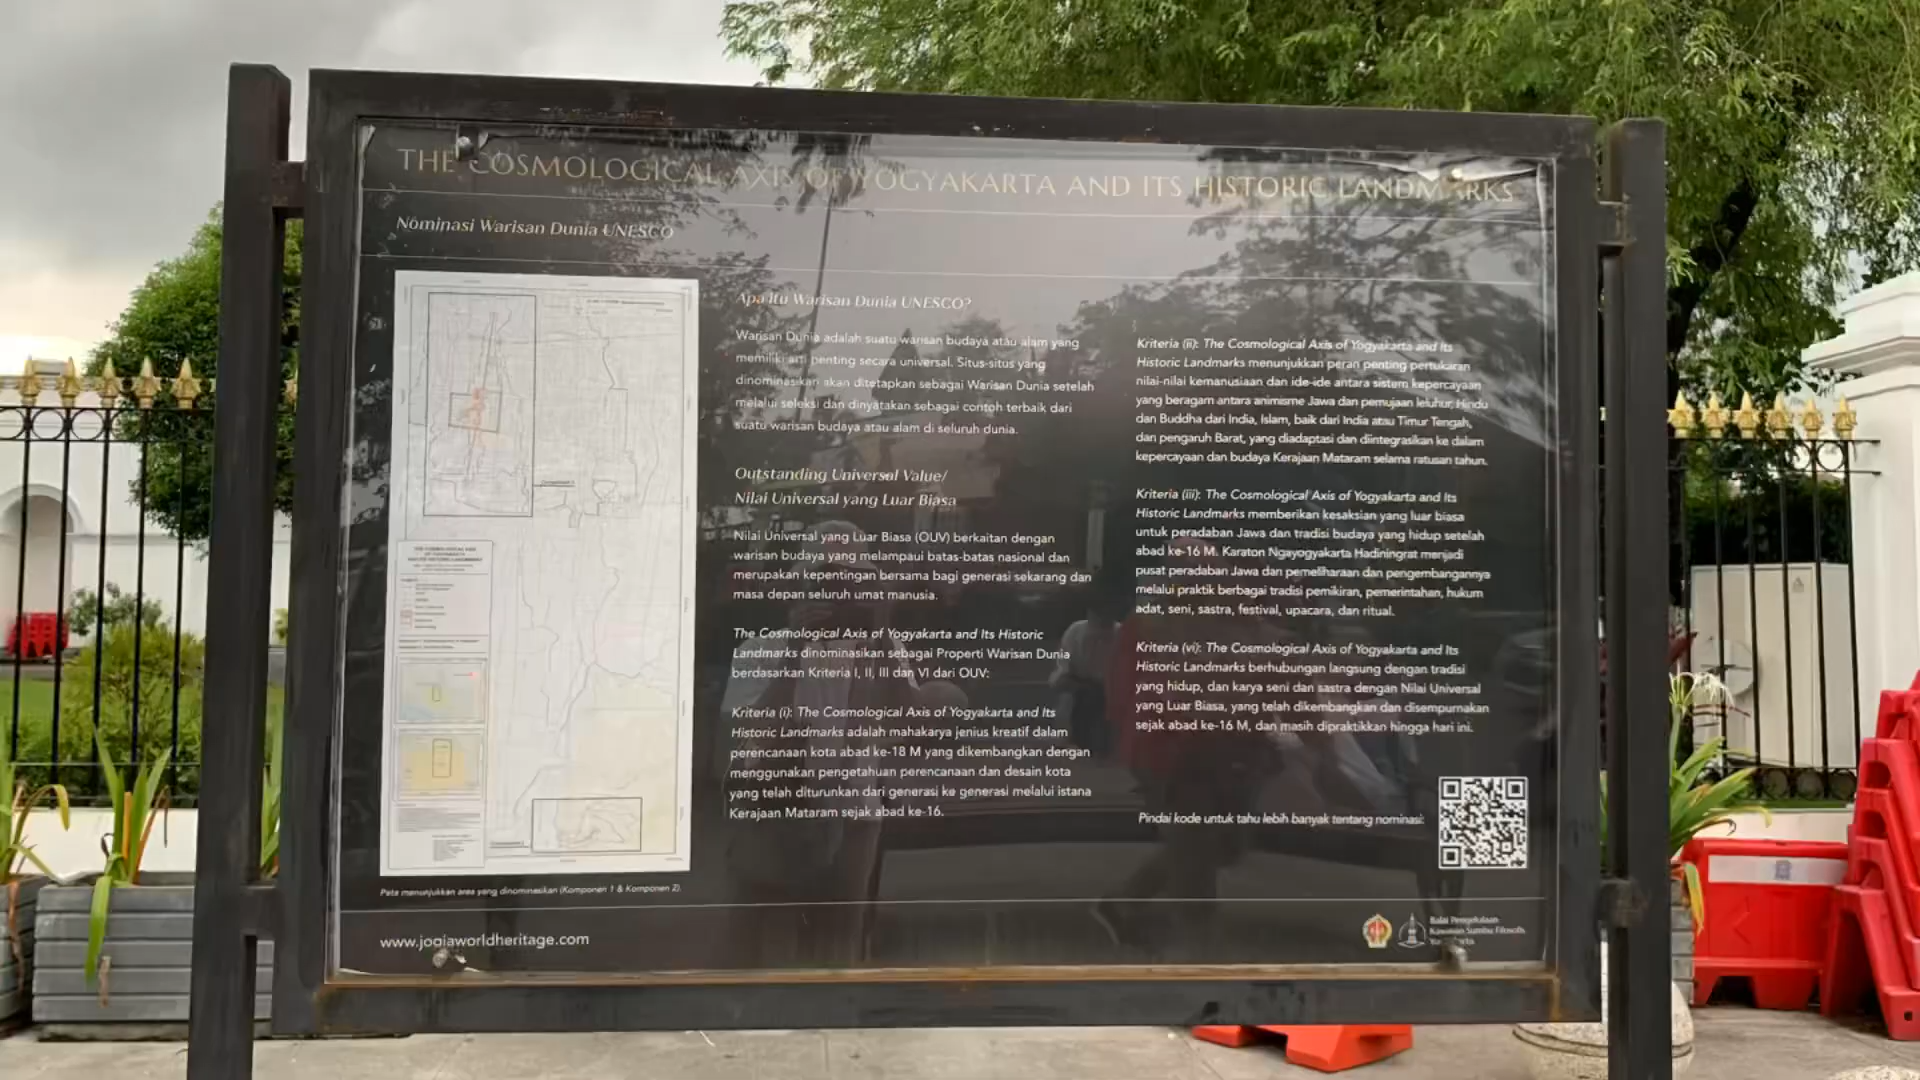 THE COSMOLOGICAL AXIS OF YOGYAKARTA AND ITS HISTORIC LANDMARKS
Nominasi Warisan Dunia UNESCO
Apa Itu Warisan Dunia UNESCO?
Warisan Dunia adalah suatu warisan budaya atau alam yang
memiliki arti penting secara universal. Situs-situs yang
dinominasikan akan ditetapkan sebagai Warisan Dunia setelah
melalui seleksi dan dinyatakan sebagai contoh terbaik dari
suatu warisan budaya atau alam di seluruh dunia.
Outstanding Universal Value/
Nilai Universal yang Luar Biasa
Nilai Universal yang Luar Biasa (OUV) berkaitan dengan
warisan budaya yang melampaui batas-batas nasional dan
merupakan kepentingan bersama bagi generasi sekarang dan
masa depan seluruh umat manusia.
The Cosmological Axis of Yogyakarta and Its Historic
Landmarks dinominasikan sebagai Properti Warisan Dunia
berdasarkan Kriteria I, II, III dan VI dari OUV:
Kriteria (i): The Cosmological Axis of Yogyakarta and Its
Historic Landmarks adalah mahakarya jenius kreatif dalam
perencanaan kota abad ke-18 M yang dikembangkan dengan
menggunakan pengetahuan perencanaan dan desain kota
yang telah diturunkan dari generasi ke generasi melalui istana
Kerajaan Mataram sejak abad ke-16.
Kriteria (ii): The Cosmological Axis of Yogyakarta and Its
Historic Landmarks menunjukkan peran penting pertukaran
nilai-nilai kemanusiaan dan ide-ide antara sistem kepercayaan
yang beragam antara animisme Jawa dan pemujaan leluhur, Hindu
dan Buddha dari India, Islam, baik dari India atau Timur Tengah,
dan pengaruh Barat, yang diadaptasi dan diintegrasikan ke dalam
kepercayaan dan budaya Kerajaan Mataram selama ratusan tahun.
Kriteria (iii): The Cosmological Axis of Yogyakarta and Its
Historic Landmarks memberikan kesaksian yang luar biasa
untuk peradaban Jawa dan tradisi budaya yang hidup setelah
abad ke-16 M. Karaton Ngayogyakarta Hadiningrat menjadi
pusat peradaban Jawa dan pemeliharaan dan pengembangannya
melalui praktik berbagai tradisi pemikiran, pemerintahan, hukum
adat, seni, sastra, festival, upacara, dan ritual.
Kriteria (vi): The Cosmological Axis of Yogyakarta and Its
Historic Landmarks berhubungan langsung dengan tradisi
yang hidup, dan karya seni dan sastra dengan Nilai Universal
yang Luar Biasa, yang telah dikembangkan dan disempurnakan
sejak abad ke-16 M, dan masih dipraktikkan hingga hari ini.
Pindai kode untuk tahu lebih banyak tentang nominasi:
Peta menunjukkan area yang dinominasikan (Komponen 1 & Komponen 2).
www.jogjaworldheritage.com
Balai Pengelolaan
Kawasan Sumbu Filosofis
Yogyakarta